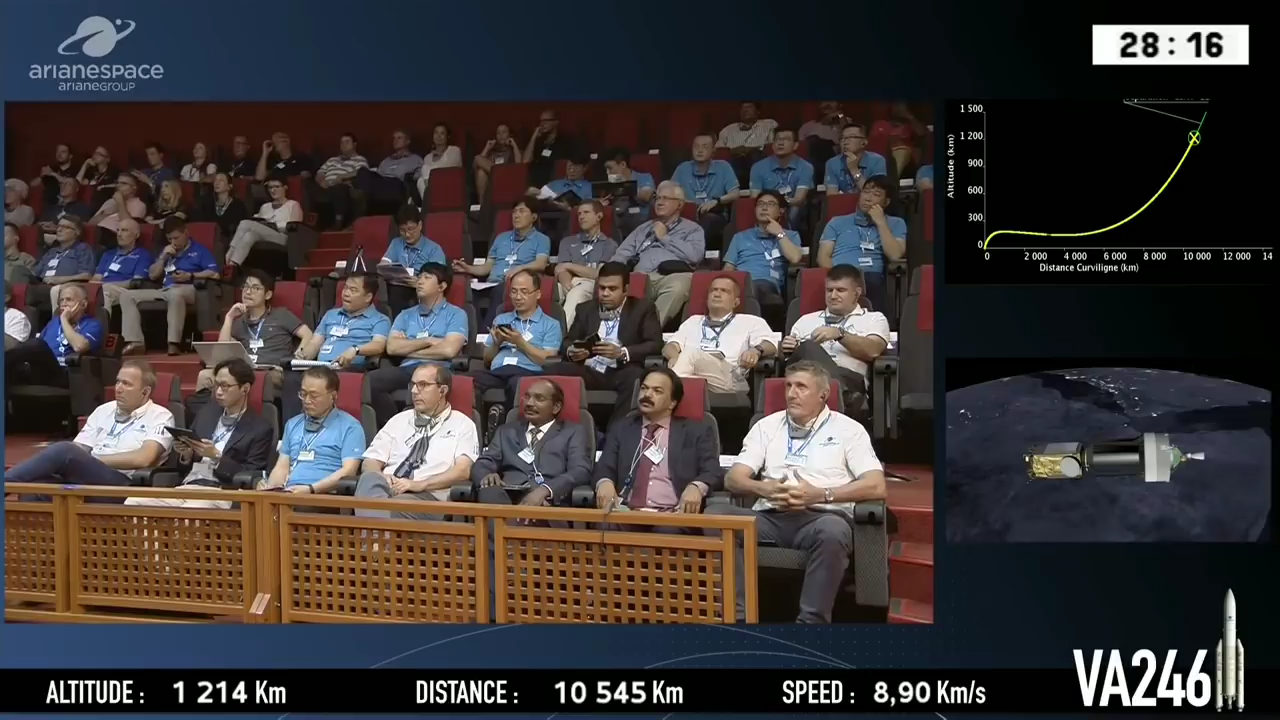 arianespace
arianeGROUP
28 : 16
1 500
1 200
900
600
300
0
Altitude (km)
0 2 000 4 000 6 000 8 000 10 000 12 000 14
Distance Curviligne (km)
VA246
ALTITUDE : 1 214 Km DISTANCE : 10 545 Km SPEED : 8,90 Km/s